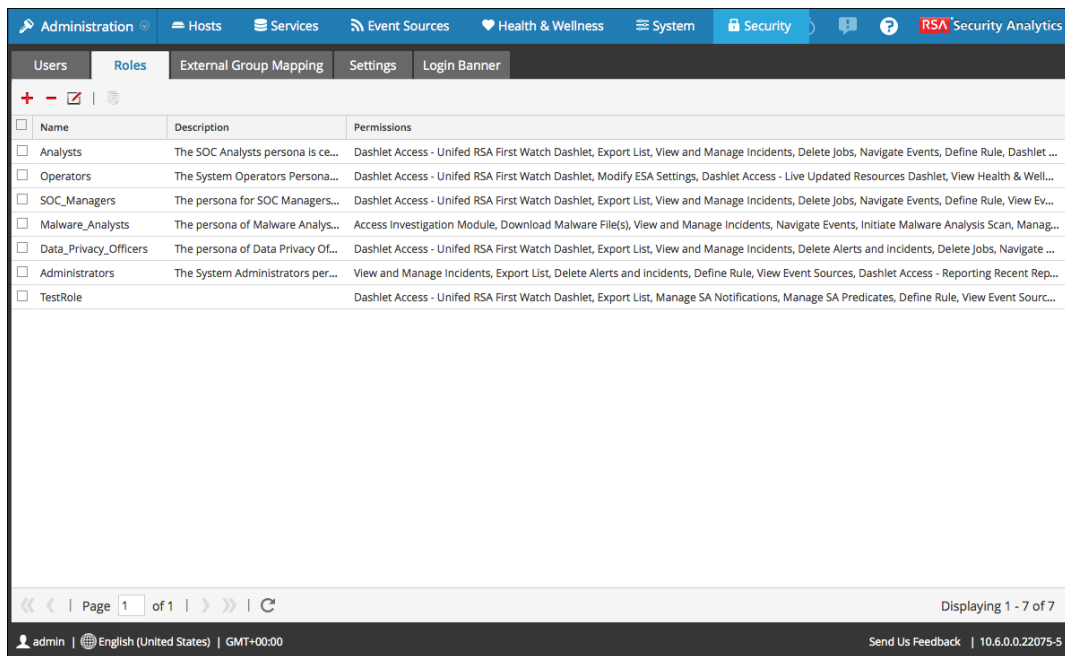 Administration Hosts Services Event Sources Health & Wellness System Security RSA Security Analytics
Users Roles External Group Mapping Settings Login Banner
Name Description Permissions
Analysts The SOC Analysts persona is ce... Dashlet Access - Unifed RSA First Watch Dashlet, Export List, View and Manage Incidents, Delete Jobs, Navigate Events, Define Rule, Dashlet ...
Operators The System Operators Persona... Dashlet Access - Unifed RSA First Watch Dashlet, Modify ESA Settings, Dashlet Access - Live Updated Resources Dashlet, View Health & Well...
SOC_Managers The persona for SOC Managers... Dashlet Access - Unifed RSA First Watch Dashlet, Export List, View and Manage Incidents, Delete Jobs, Navigate Events, Define Rule, View Ev...
Malware_Analysts The persona of Malware Analys... Access Investigation Module, Download Malware File(s), View and Manage Incidents, Navigate Events, Initiate Malware Analysis Scan, Manag...
Data_Privacy_Officers The persona of Data Privacy Of... Dashlet Access - Unifed RSA First Watch Dashlet, Export List, View and Manage Incidents, Delete Alerts and incidents, Delete Jobs, Navigate ...
Administrators The System Administrators per... View and Manage Incidents, Export List, Delete Alerts and incidents, Define Rule, View Event Sources, Dashlet Access - Reporting Recent Rep...
TestRole Dashlet Access - Unifed RSA First Watch Dashlet, Export List, Manage SA Notifications, Manage SA Predicates, Define Rule, View Event Sourc...
Page 1 of 1 Displaying 1 - 7 of 7
admin | English (United States) | GMT+00:00 Send Us Feedback | 10.6.0.0.22075-5